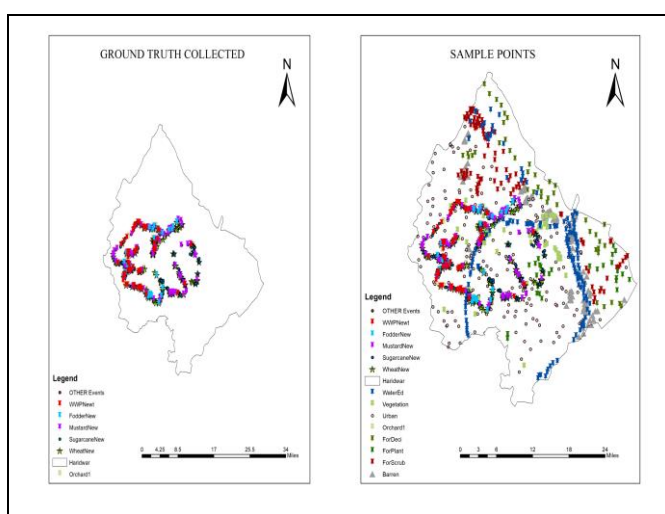 GROUND TRUTH COLLECTED
N
Legend
OTHER Events
WWPNewt
FodderNew
MustardNew
SugarcaneNew
WheatNew
Haridwar
Orchard1
0 4.25 8.5 17 25.5 34
Miles
SAMPLE POINTS
N
Legend
OTHER Events
WWPNewt
FodderNew
MustardNew
SugarcaneNew
WheatNew
Haridwar
WaterEd
Vegetation
Urben
Orchard1
ForDeci
ForPlant
ForScrub
Barren
0 3 6 12 18 24
Miles